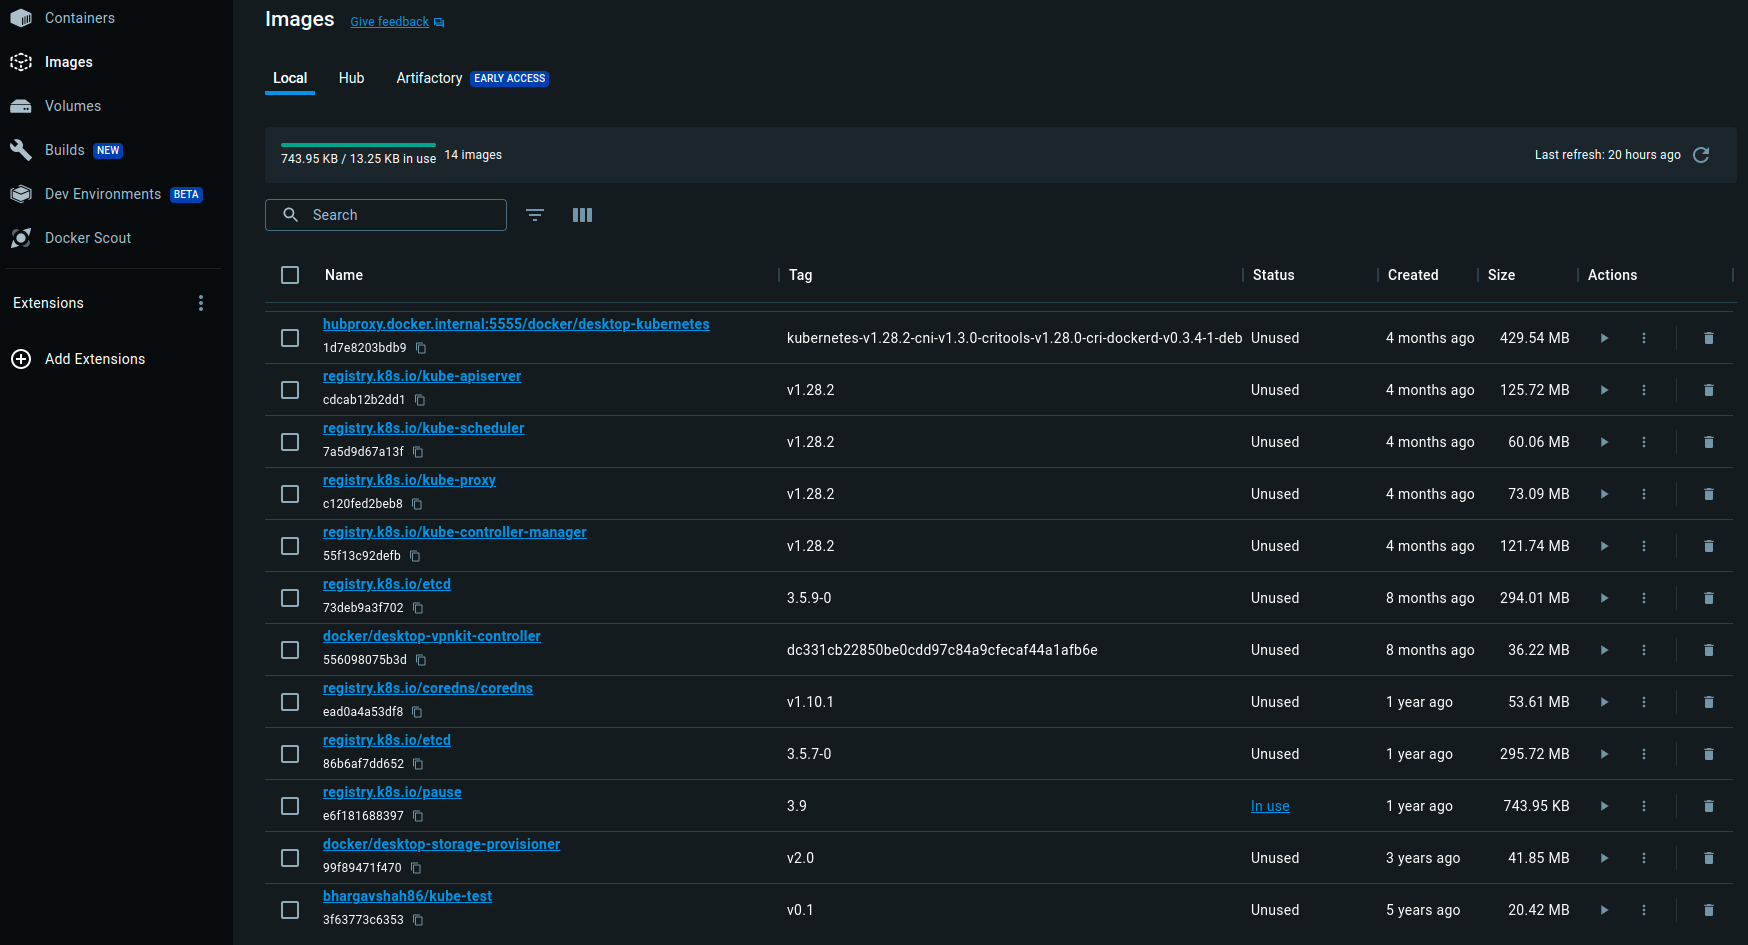 Containers
Images
Volumes
Builds NEW
Dev Environments BETA
Docker Scout
Extensions
Add Extensions
Images Give feedback
Local Hub Artifactory EARLY ACCESS
743.95 KB / 13.25 KB in use 14 images Last refresh: 20 hours ago
Search
Name Tag Status Created Size Actions
hubproxy.docker.internal:5555/docker/desktop-kubernetes
1d7e8203bdb9
kubernetes-v1.28.2-cni-v1.3.0-critools-v1.28.0-cri-dockerd-v0.3.4-1-deb Unused 4 months ago 429.54 MB
registry.k8s.io/kube-apiserver
cdcab12b2dd1
v1.28.2 Unused 4 months ago 125.72 MB
registry.k8s.io/kube-scheduler
7a5d9d67a13f
v1.28.2 Unused 4 months ago 60.06 MB
registry.k8s.io/kube-proxy
c120fed2beb8
v1.28.2 Unused 4 months ago 73.09 MB
registry.k8s.io/kube-controller-manager
55f13c92defb
v1.28.2 Unused 4 months ago 121.74 MB
registry.k8s.io/etcd
73deb9a3f702
3.5.9-0 Unused 8 months ago 294.01 MB
docker/desktop-vpnkit-controller
556098075b3d
dc331cb22850be0cdd97c84a9cfecaf44a1afb6e Unused 8 months ago 36.22 MB
registry.k8s.io/coredns/coredns
ead0a4a53df8
v1.10.1 Unused 1 year ago 53.61 MB
registry.k8s.io/etcd
86b6af7dd652
3.5.7-0 Unused 1 year ago 295.72 MB
registry.k8s.io/pause
e6f181688397
3.9 In use 1 year ago 743.95 KB
docker/desktop-storage-provisioner
99f89471f470
v2.0 Unused 3 years ago 41.85 MB
bhargavshah86/kube-test
3f63773c6353
v0.1 Unused 5 years ago 20.42 MB